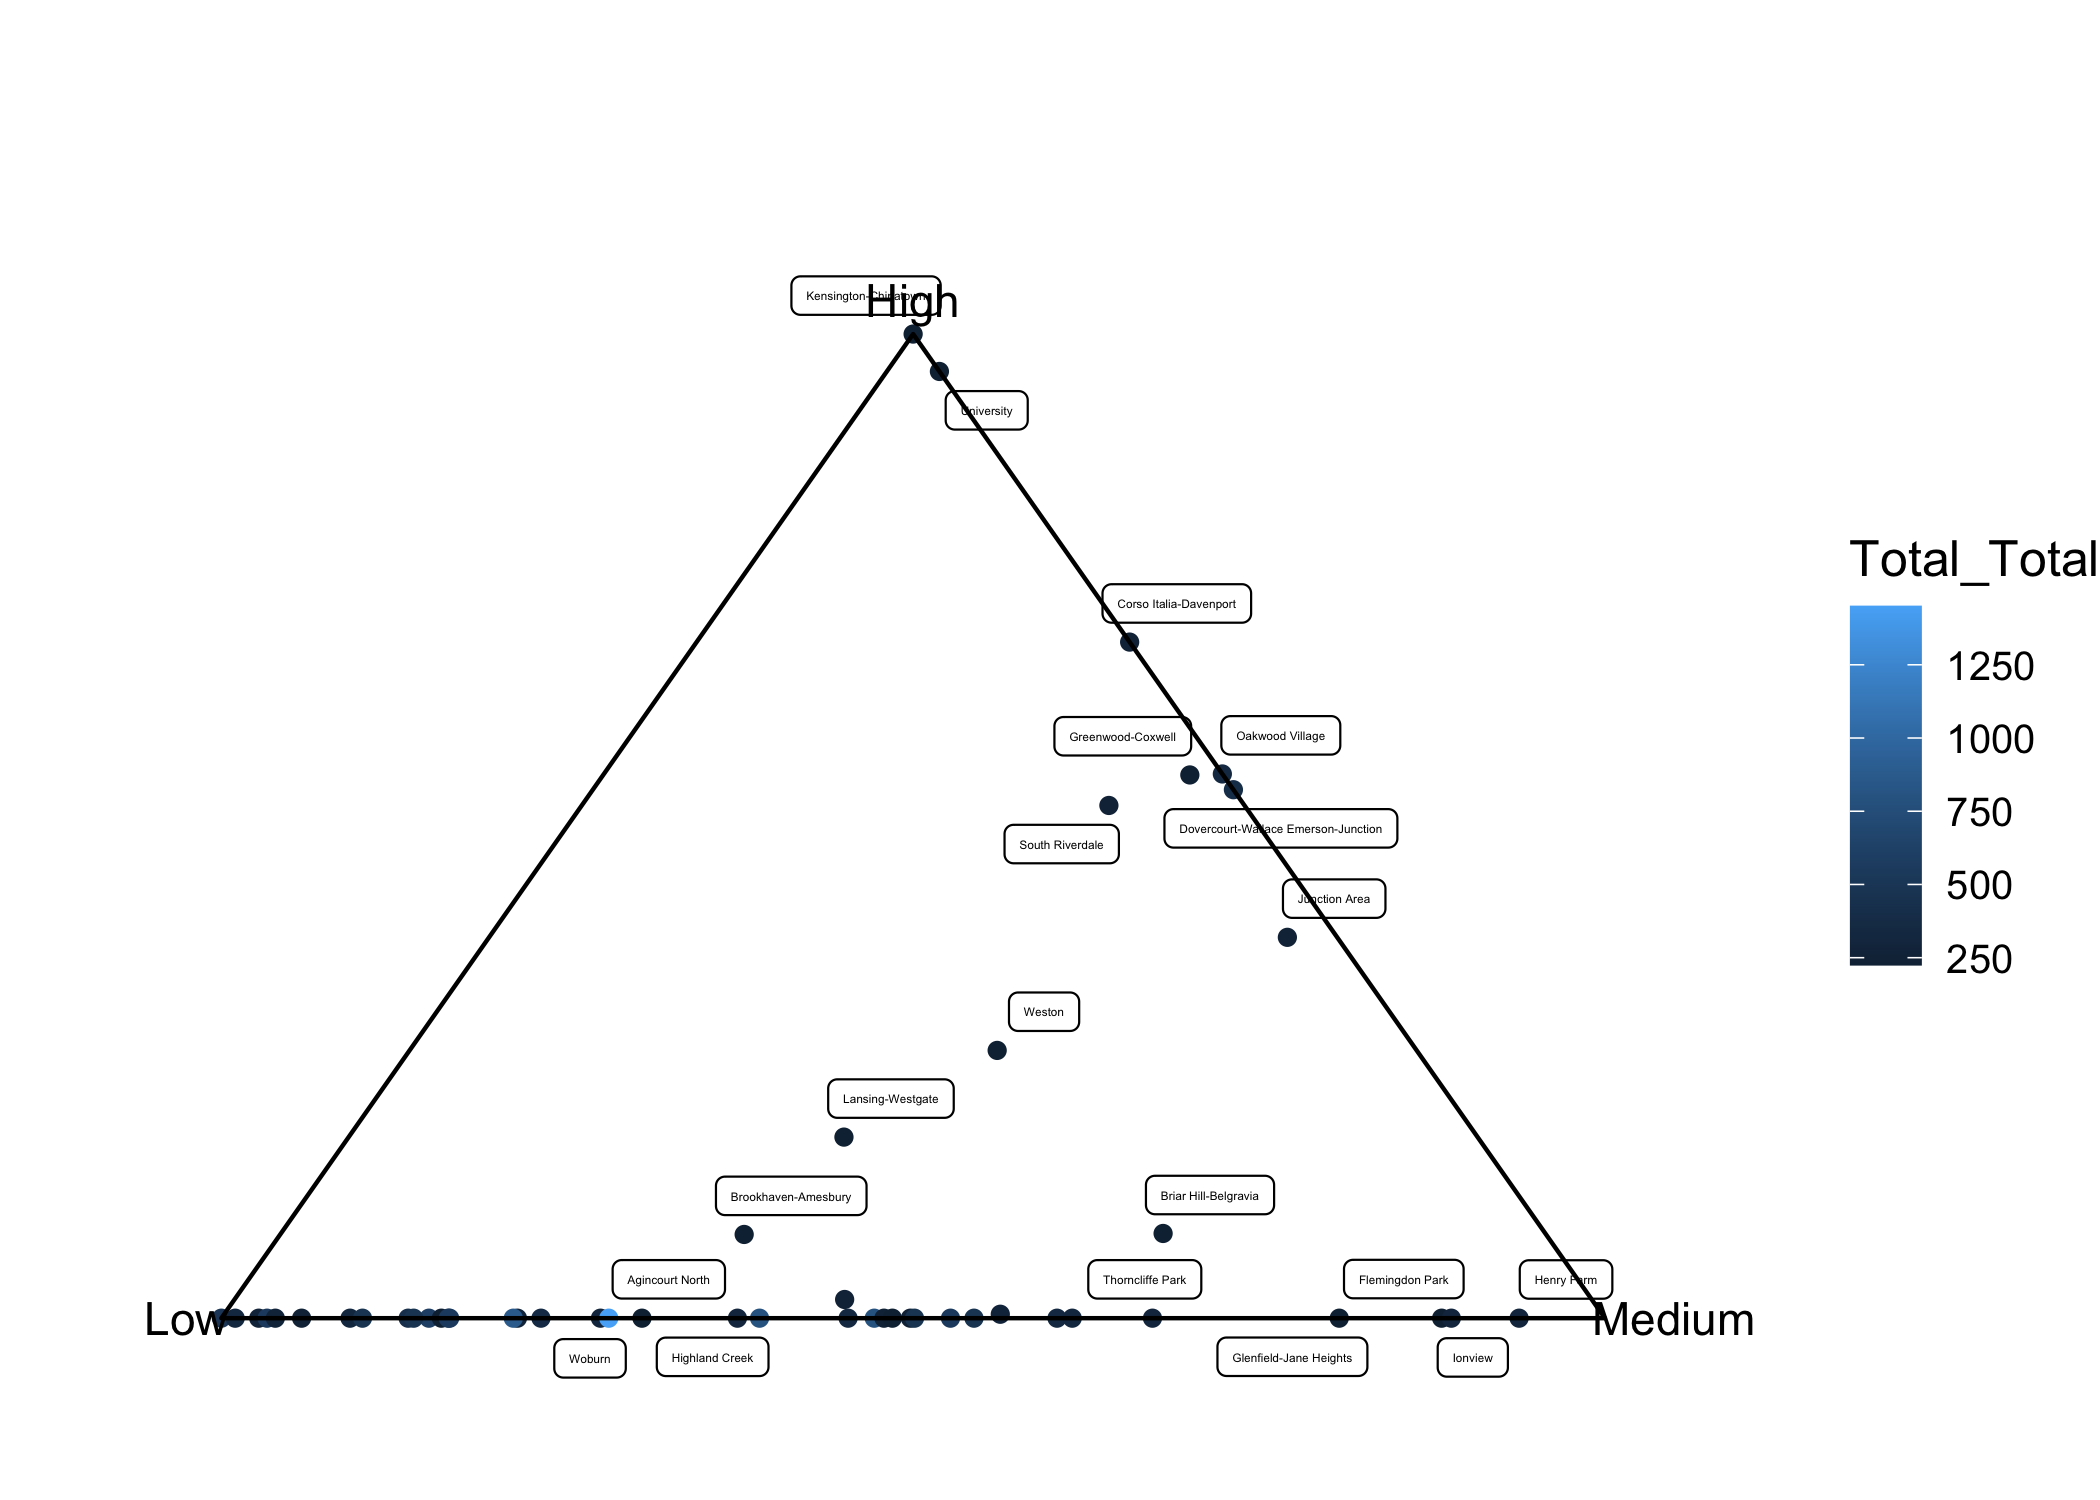 Kensington-Chinatown
High
University
Total_Total
1250
1000
750
500
250
Corso Italia-Davenport
Greenwood-Coxwell
Oakwood Village
South Riverdale
Dovercourt-Wallace Emerson-Junction
Junction Area
Weston
Lansing-Westgate
Brookhaven-Amesbury
Briar Hill-Belgravia
Agincourt North
Thorncliffe Park
Flemingdon Park
Henry Farm
Low
Medium
Woburn
Highland Creek
Glenfield-Jane Heights
Ionview